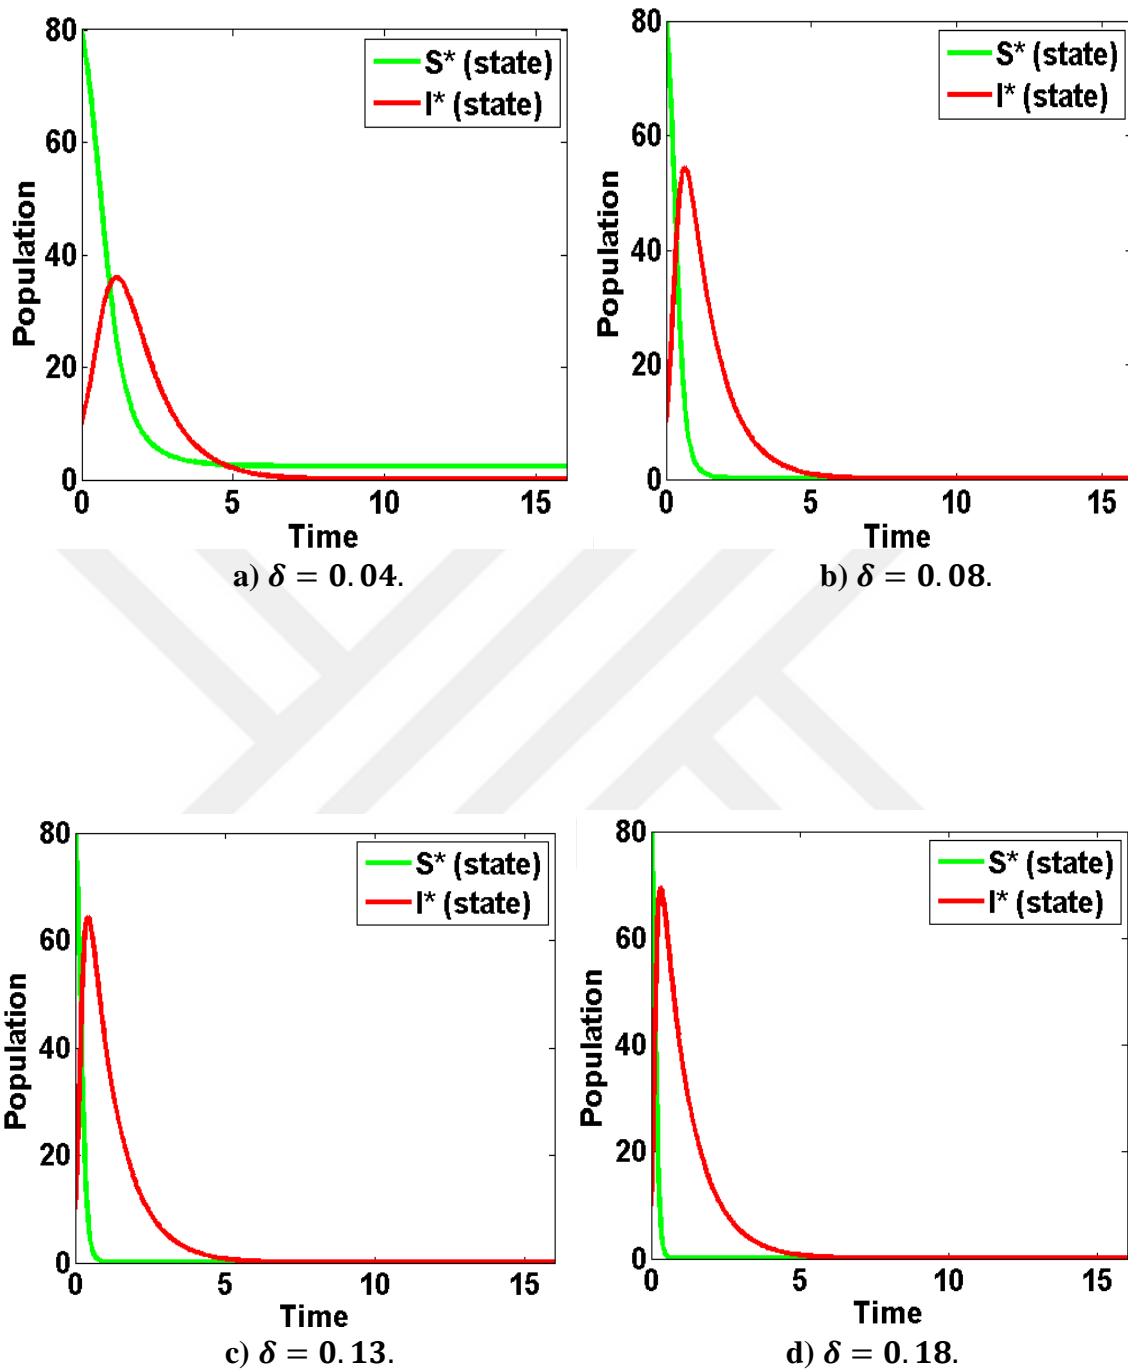 80
60
40
20
0
Population
S* (state)
I* (state)
0 5 10 15
Time
a) δ = 0.04.
80
60
40
20
0
Population
S* (state)
I* (state)
0 5 10 15
Time
b) δ = 0.08.
80
60
40
20
0
Population
S* (state)
I* (state)
0 5 10 15
Time
c) δ = 0.13.
80
60
40
20
0
Population
S* (state)
I* (state)
0 5 10 15
Time
d) δ = 0.18.